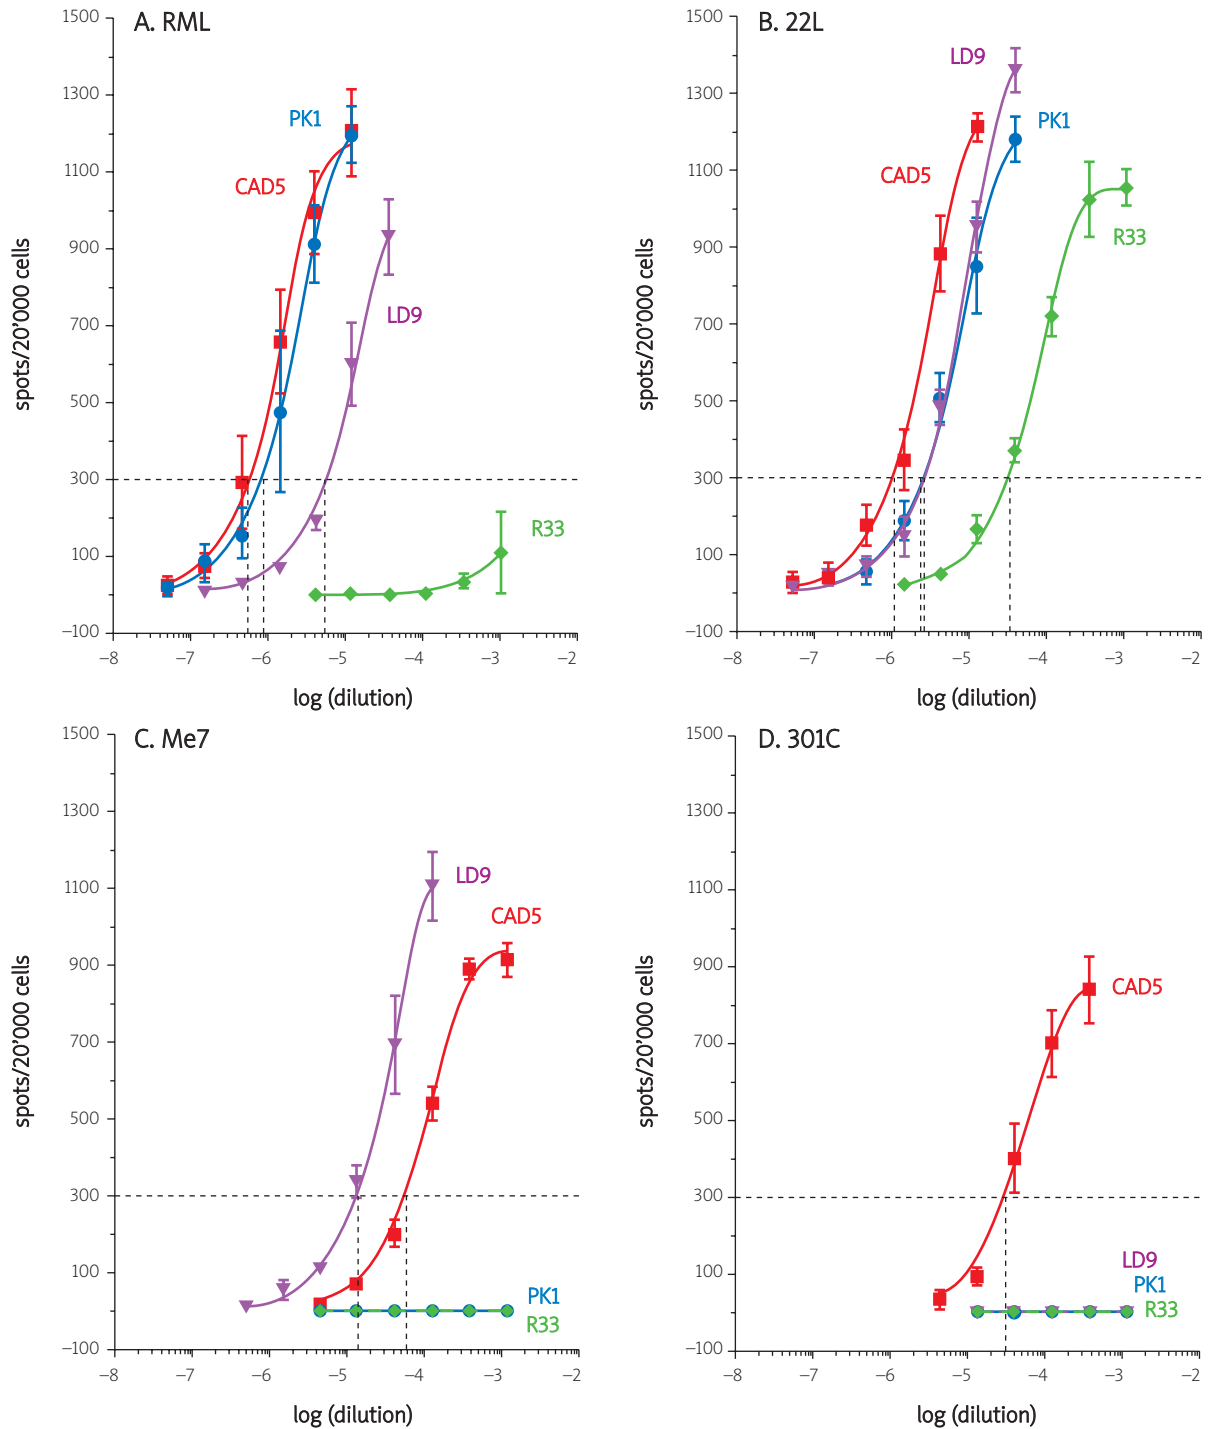 A. RML
1500
1300
1100
900
700
500
300
100
–100
spots/20’000 cells
PK1
CAD5
LD9
R33
–8 –7 –6 –5 –4 –3 –2
log (dilution)
B. 22L
1500
1300
1100
900
700
500
300
100
–100
spots/20’000 cells
LD9
PK1
CAD5
R33
–8 –7 –6 –5 –4 –3 –2
log (dilution)
C. Me7
1500
1300
1100
900
700
500
300
100
–100
spots/20’000 cells
LD9
CAD5
PK1
R33
–8 –7 –6 –5 –4 –3 –2
log (dilution)
D. 301C
1500
1300
1100
900
700
500
300
100
–100
spots/20’000 cells
CAD5
LD9
PK1
R33
–8 –7 –6 –5 –4 –3 –2
log (dilution)